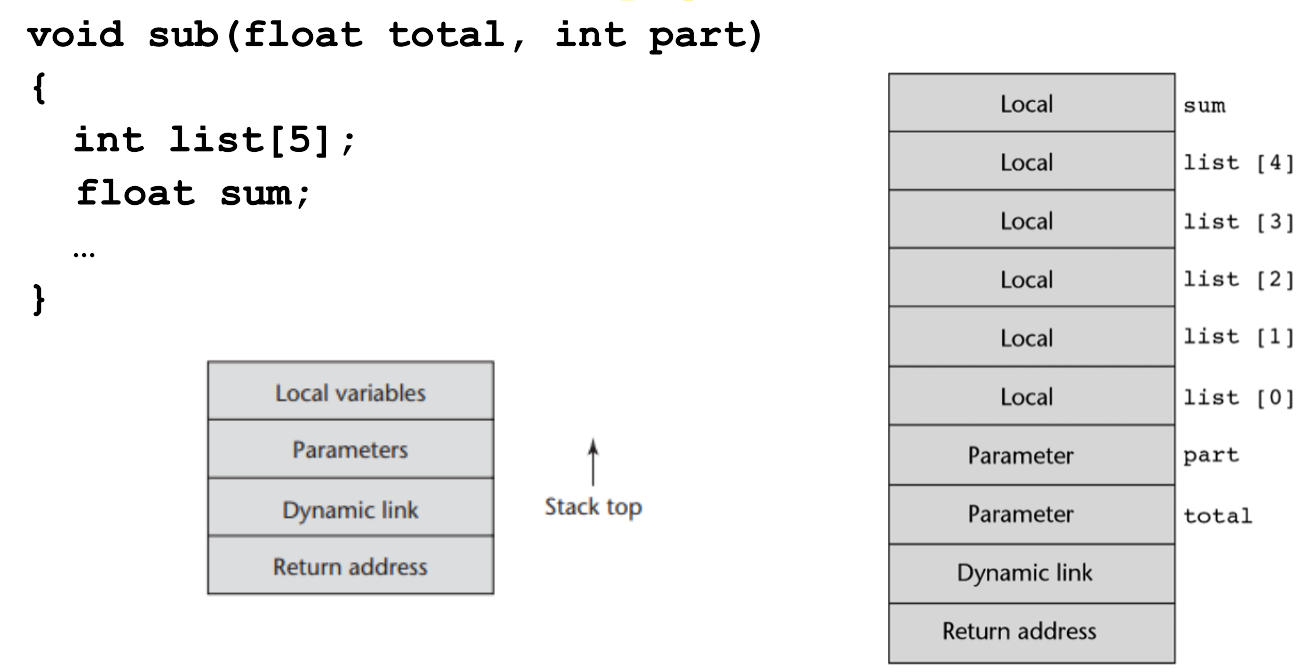 void sub(float total, int part)
{
int list[5];
float sum;
…
}
Local variables
Parameters
Dynamic link
Return address
Stack top
Local sum
Local list [4]
Local list [3]
Local list [2]
Local list [1]
Local list [0]
Parameter part
Parameter total
Dynamic link
Return address